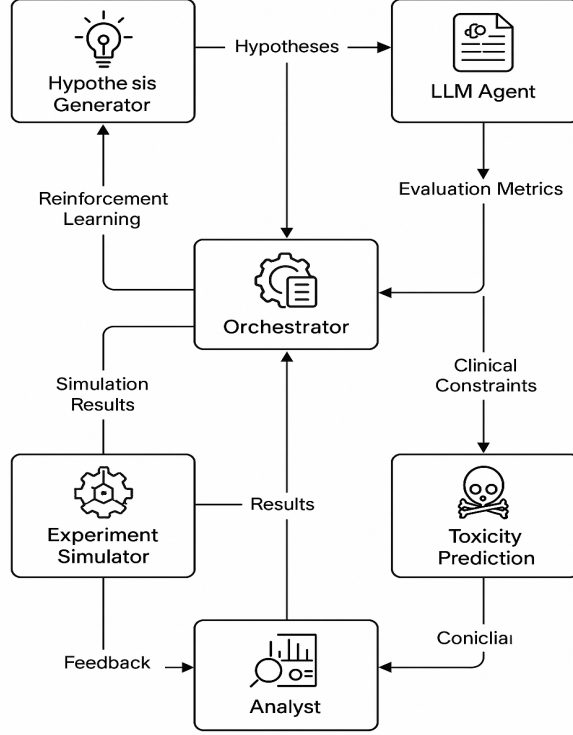 Hypotheses
Hypothe sis
Generator
LLM Agent
Evaluation Metrics
Reinforcement
Learning
Orchestrator
Clinical
Constraints
Simulation
Results
Results
Experiment
Simulator
Toxicity
Prediction
Feedback
Analyst